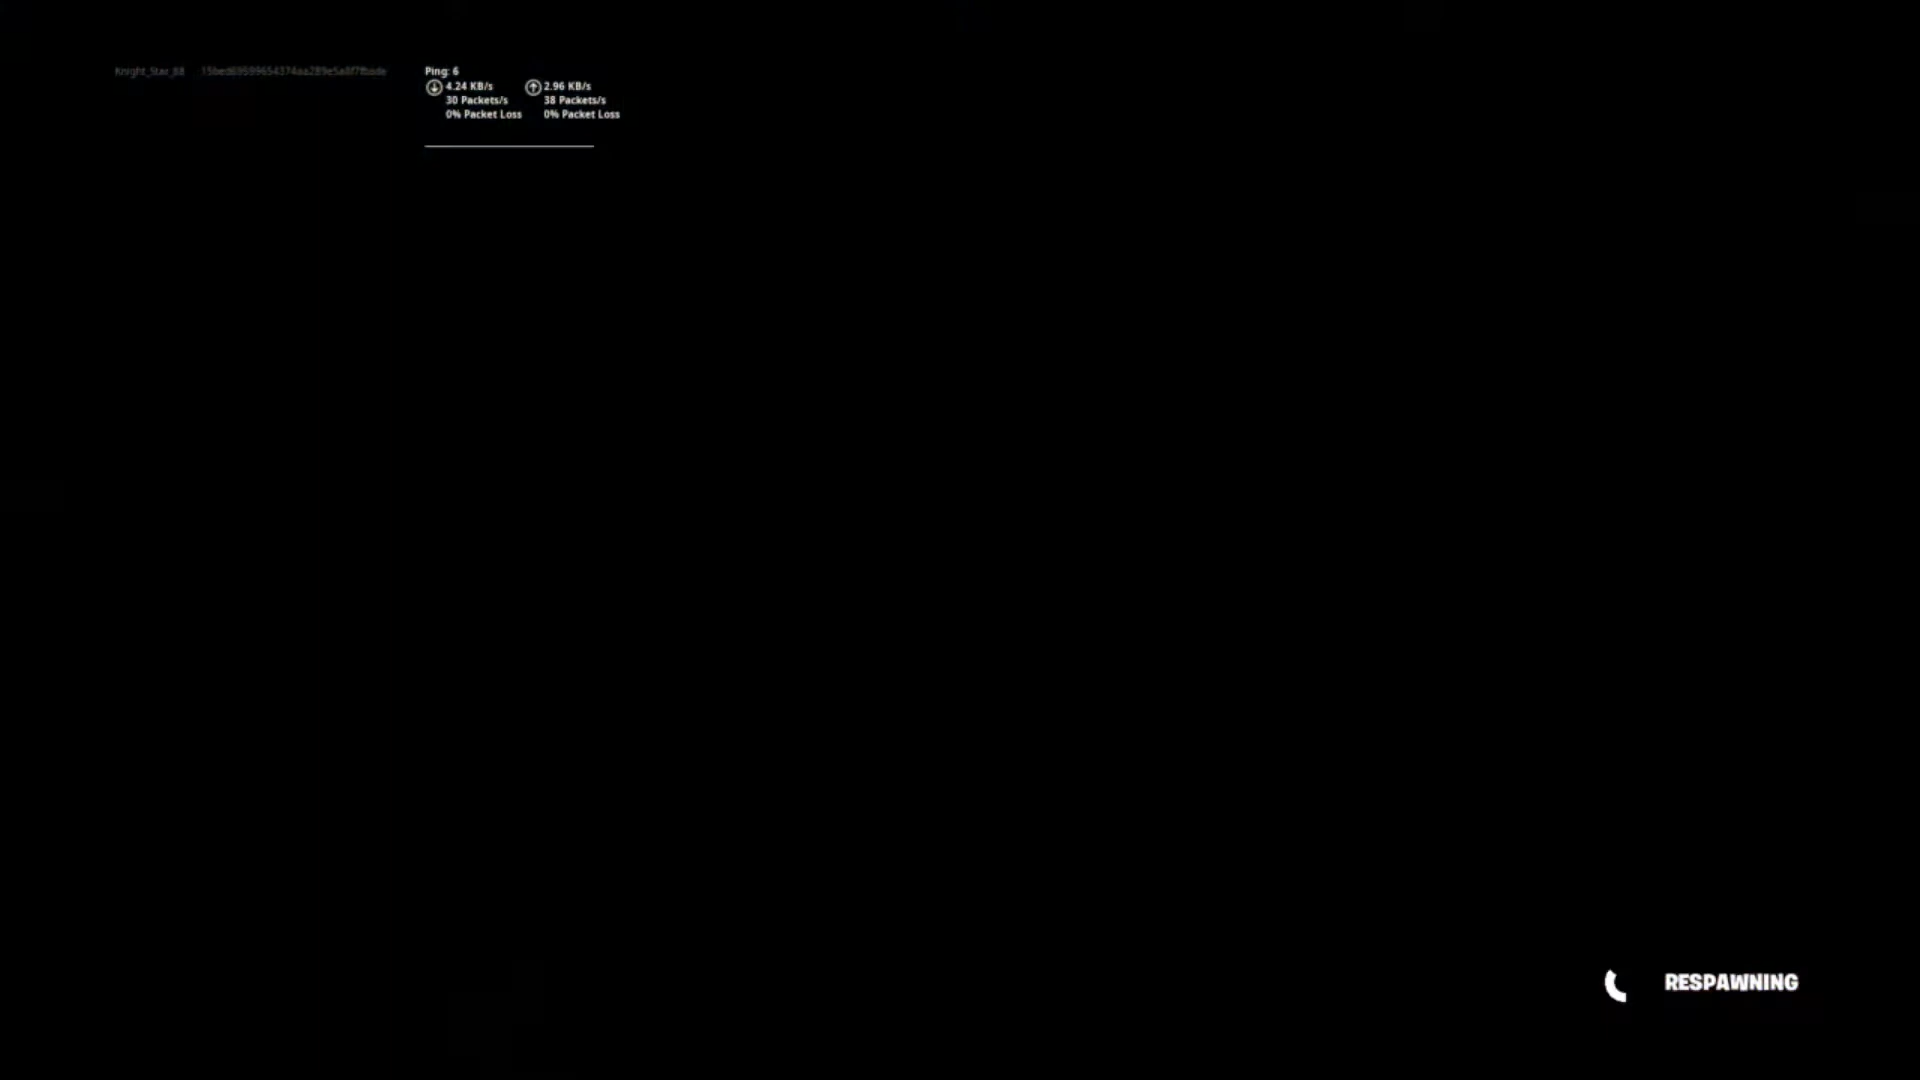 Knight_Star_88
Ping: 6
4.24 KB/s 2.96 KB/s
30 Packets/s 38 Packets/s
0% Packet Loss 0% Packet Loss
RESPAWNING